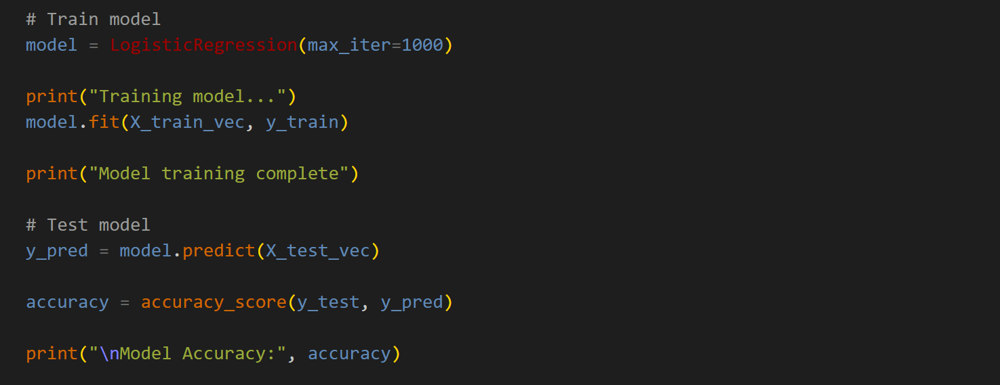 # Train model
model = LogisticRegression(max_iter=1000)
print("Training model...")
model.fit(X_train_vec, y_train)
print("Model training complete")
# Test model
y_pred = model.predict(X_test_vec)
accuracy = accuracy_score(y_test, y_pred)
print("\nModel Accuracy:", accuracy)